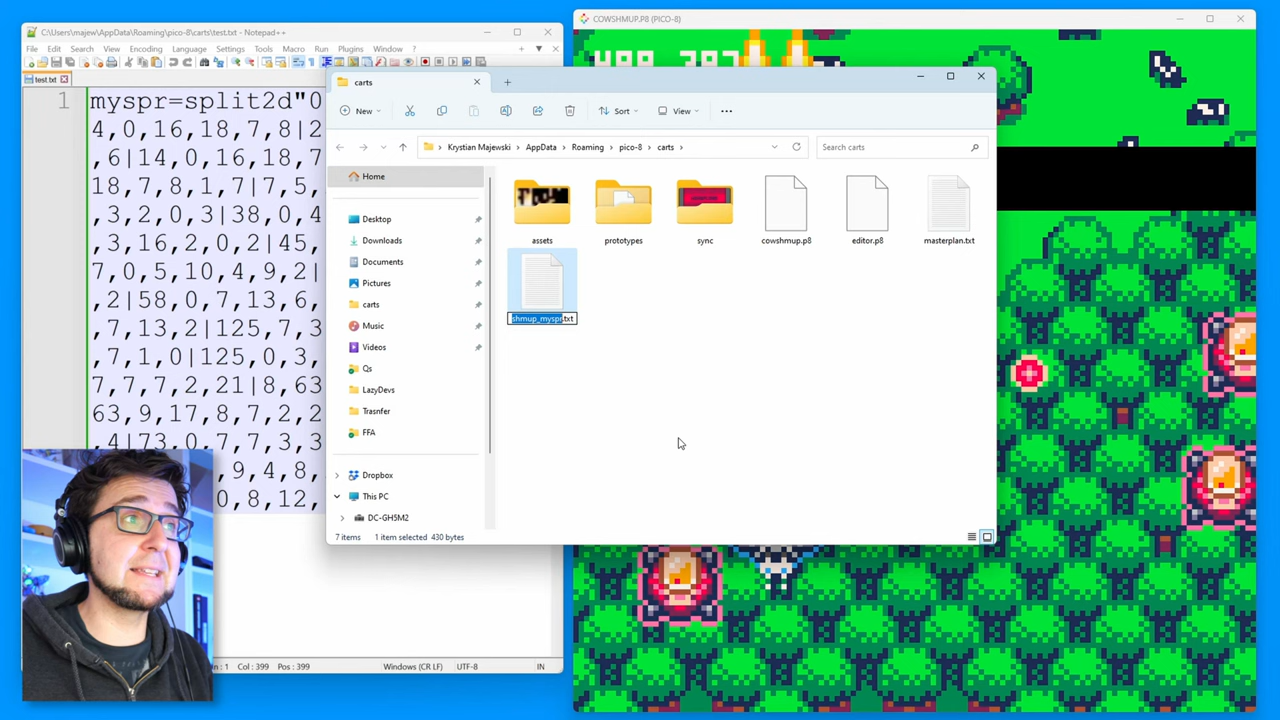 C:\Users\majew\AppData\Roaming\pico-8\carts\test.txt - Notepad++
File Edit Search View Encoding Language Settings Tools Macro Run Plugins Window ?
test.txt
1
myspr=split2d"0
4,0,16,18,7,8|2
,6|14,0,16,18,7
18,7,8,1,7|7,5,
,3,2,0,3|38,0,4
,3,16,2,0,2|45,
7,0,5,10,4,9,2|
,2|58,0,7,13,6,
,7,13,2|125,7,3
,7,1,0|125,0,3,
7,7,7,2,21|8,63
63,9,17,8,7,2,2
,4|73,0,7,7,3,3
,9,4,8,
0,8,12,
Ln : 1 Col : 399 Pos : 399 Windows (CR LF) UTF-8 IN
COWSHMUP.P8 (PICO-8)
carts
New
Sort
View
Krystian Majewski > AppData > Roaming > pico-8 > carts >
Search carts
Home
Desktop
Downloads
Documents
Pictures
carts
Music
Videos
Qs
LazyDevs
Trasnfer
FFA
Dropbox
This PC
DC-GH5M2
assets
prototypes
sync
cowshmup.p8
editor.p8
masterplan.txt
shmup_myspr.txt
7 items 1 item selected 430 bytes